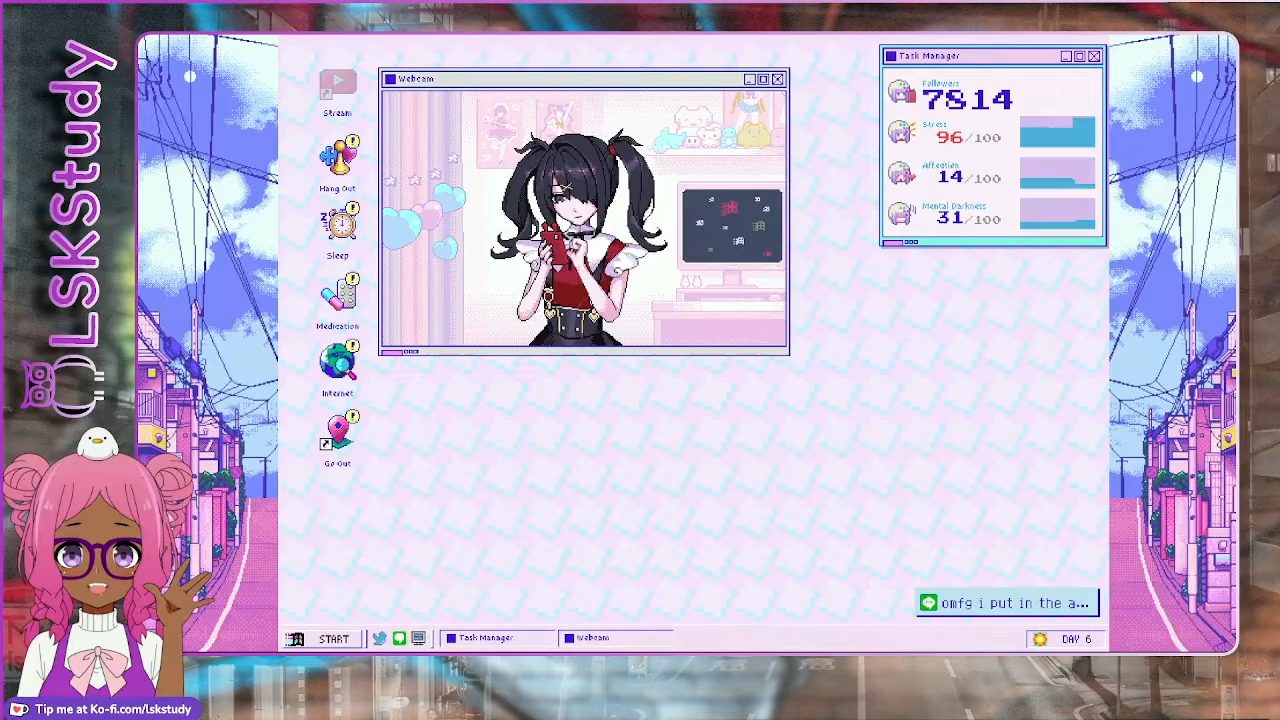 LSKStudy
Stream
Hang Out
Sleep
Medication
Internet
Go Out
Webcam
Task Manager
Followers
7814
Stress
96/100
Affection
14/100
Mental Darkness
31/100
omfg i put in the a...
START
Task Manager
Webcam
DAY 6
Tip me at Ko-fi.com/lskstudy